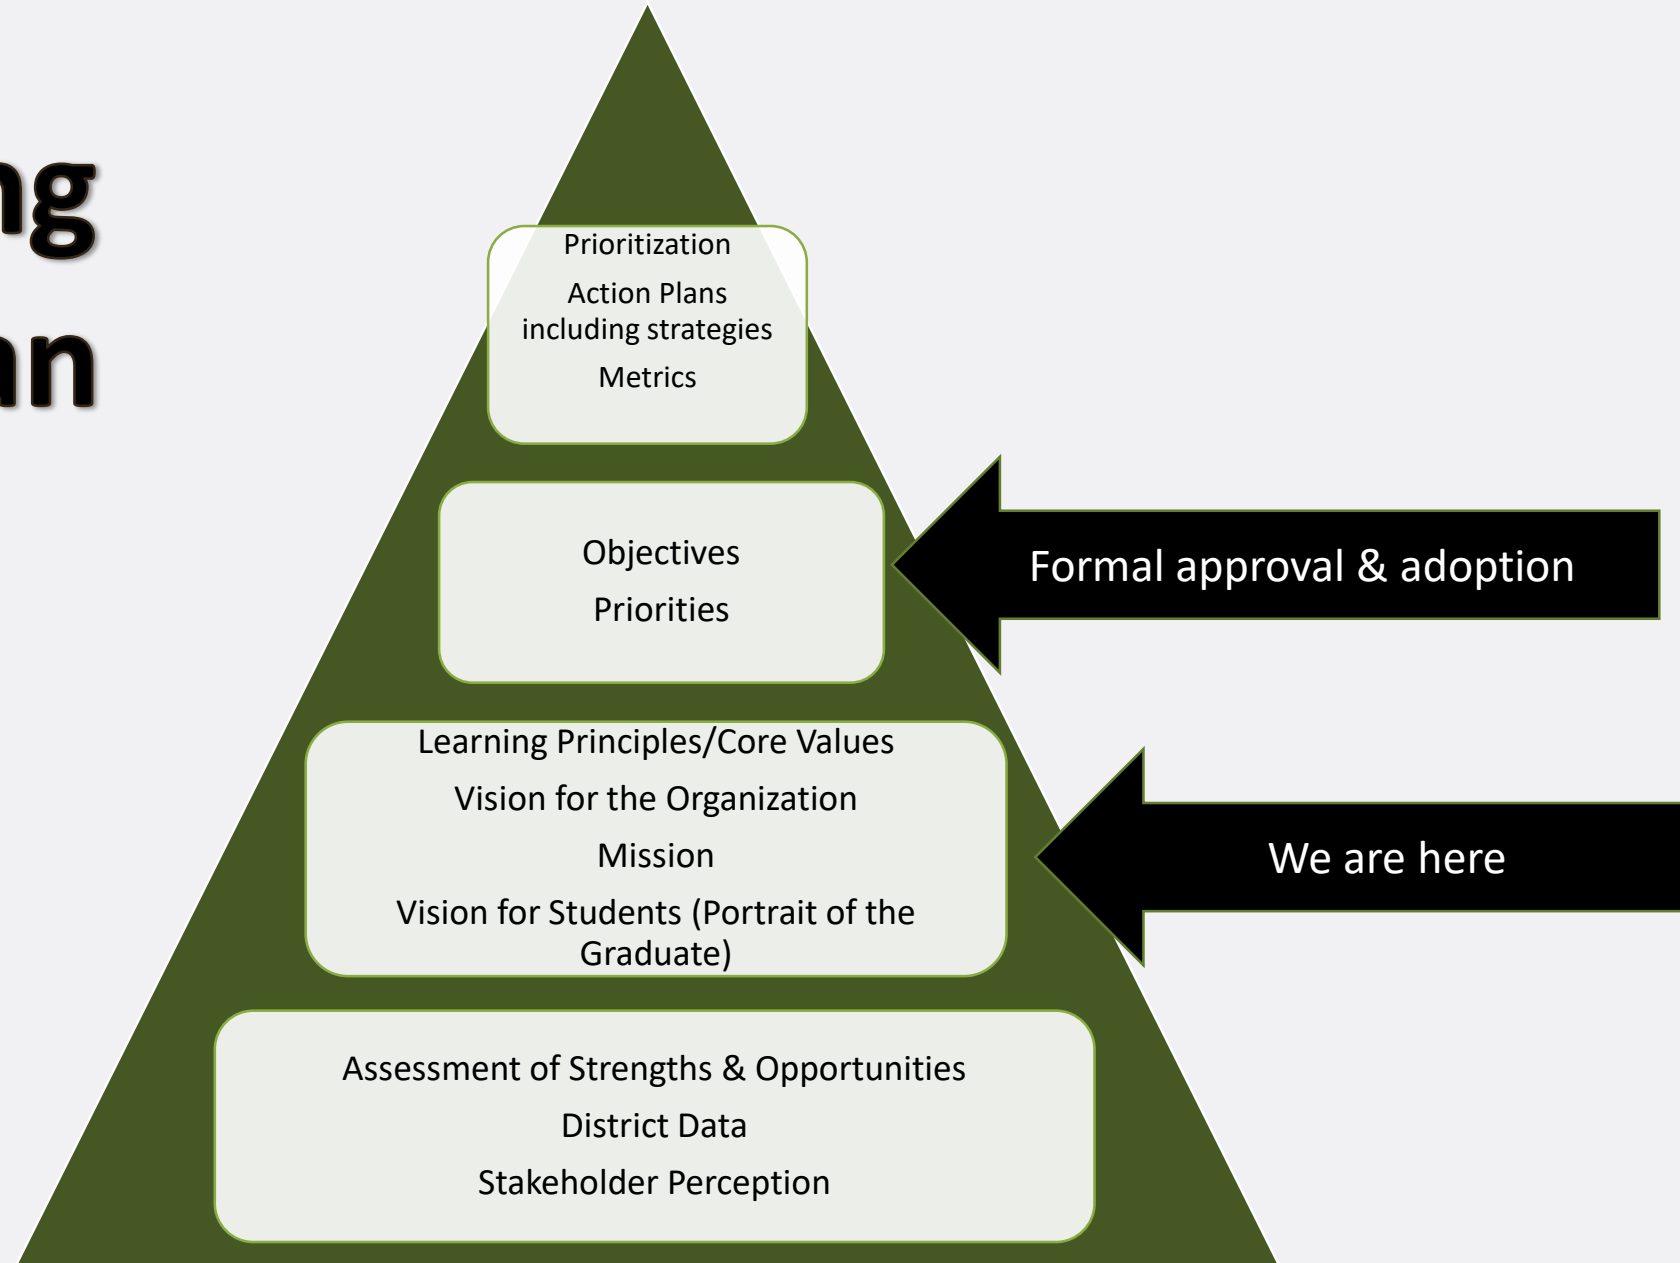 ng
an
Prioritization
Action Plans
including strategies
Metrics
Objectives
Priorities
Formal approval & adoption
Learning Principles/Core Values
Vision for the Organization
Mission
Vision for Students (Portrait of the
Graduate)
We are here
Assessment of Strengths & Opportunities
District Data
Stakeholder Perception